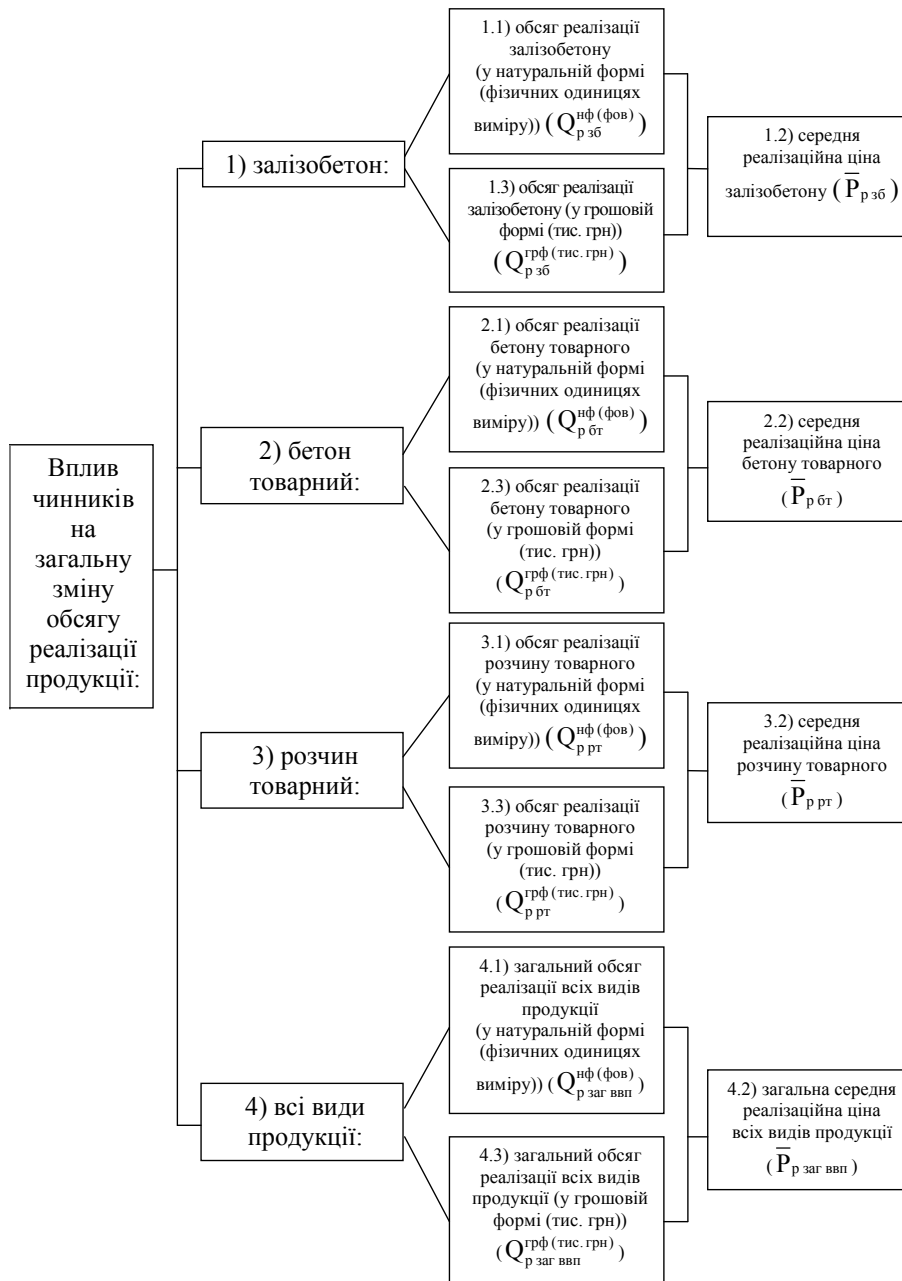 Вплив
чинників
на
загальну
зміну
обсягу
реалізації
продукції:
1) залізобетон:
1.1) обсяг реалізації
залізобетону
(у натуральній формі
(фізичних одиницях
виміру)) (Q р зб нф (фов))
1.3) обсяг реалізації
залізобетону (у грошовій
формі (тис. грн))
(Q р зб грф (тис. грн))
1.2) середня
реалізаційна ціна
залізобетону (P̅ р зб)
2) бетон
товарний:
2.1) обсяг реалізації
бетону товарного
(у натуральній формі
(фізичних одиницях
виміру)) (Q р бт нф (фов))
2.3) обсяг реалізації
бетону товарного
(у грошовій формі
(тис. грн))
(Q р бт грф (тис. грн))
2.2) середня
реалізаційна ціна
бетону товарного
(P̅ р бт)
3) розчин
товарний:
3.1) обсяг реалізації
розчину товарного
(у натуральній формі
(фізичних одиницях
виміру)) (Q р рт нф (фов))
3.3) обсяг реалізації
розчину товарного
(у грошовій формі
(тис. грн))
(Q р рт грф (тис. грн))
3.2) середня
реалізаційна ціна
розчину товарного
(P̅ р рт)
4) всі види
продукції:
4.1) загальний обсяг
реалізації всіх видів
продукції
(у натуральній формі
(фізичних одиницях
виміру)) (Q р заг ввп нф (фов))
4.3) загальний обсяг
реалізації всіх видів
продукції (у грошовій
формі (тис. грн))
(Q р заг ввп грф (тис. грн))
4.2) загальна середня
реалізаційна ціна
всіх видів продукції
(P̅ р заг ввп)